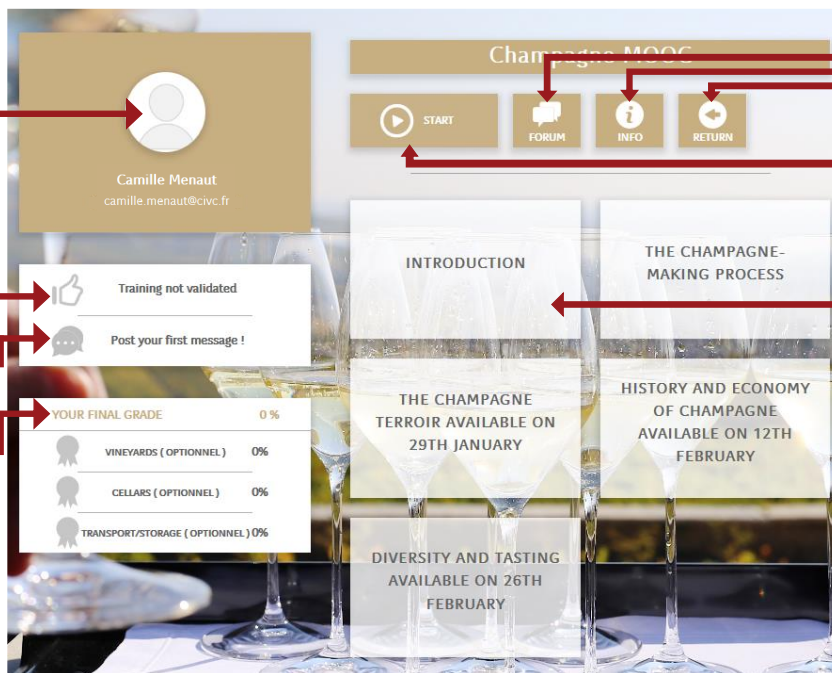 Champagne MOOC
START
FORUM
INFO
RETURN
Camille Menaut
camille.menaut@civc.fr
Training not validated
Post your first message !
YOUR FINAL GRADE 0 %
VINEYARDS ( OPTIONNEL ) 0%
CELLARS ( OPTIONNEL ) 0%
TRANSPORT/STORAGE ( OPTIONNEL ) 0%
INTRODUCTION
THE CHAMPAGNE-
MAKING PROCESS
THE CHAMPAGNE
TERROIR AVAILABLE ON
29TH JANUARY
HISTORY AND ECONOMY
OF CHAMPAGNE
AVAILABLE ON 12TH
FEBRUARY
DIVERSITY AND TASTING
AVAILABLE ON 26TH
FEBRUARY